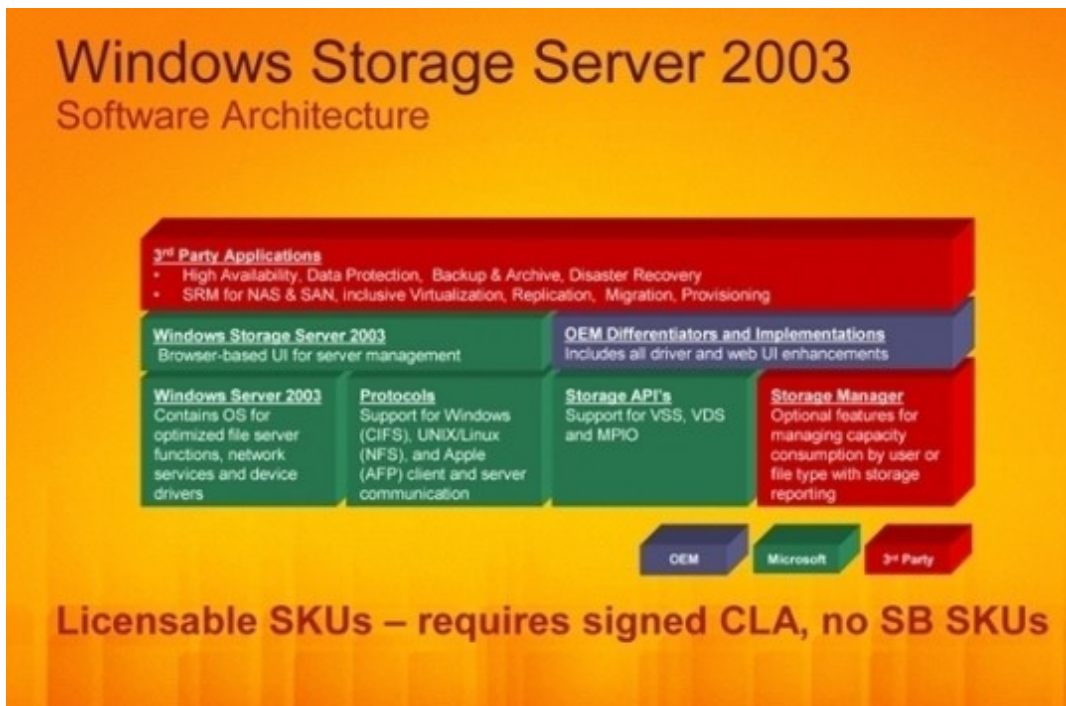 Windows Storage Server 2003
Software Architecture
3rd Party Applications
• High Availability, Data Protection, Backup & Archive, Disaster Recovery
• SRM for NAS & SAN, inclusive Virtualization, Replication, Migration, Provisioning
Windows Storage Server 2003
Browser-based UI for server management
OEM Differentiators and Implementations
Includes all driver and web UI enhancements
Windows Server 2003
Contains OS for
optimized file server
functions, network
services and device
drivers
Protocols
Support for Windows
(CIFS), UNIX/Linux
(NFS), and Apple
(AFP) client and server
communication
Storage API's
Support for VSS, VDS
and MPIO
Storage Manager
Optional features for
managing capacity
consumption by user or
file type with storage
reporting
OEM
Microsoft
3rd Party
Licensable SKUs – requires signed CLA, no SB SKUs